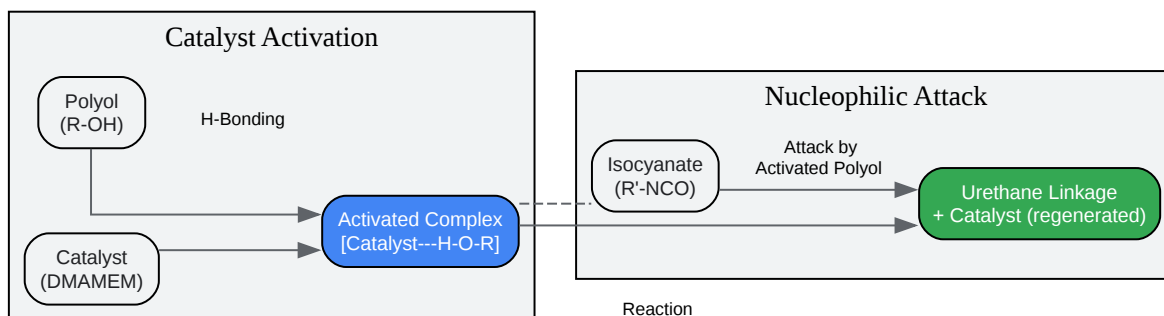 Catalyst Activation
Polyol
(R-OH)
H-Bonding
Catalyst
(DMAMEM)
Activated Complex
[Catalyst---H-O-R]
Nucleophilic Attack
Isocyanate
(R'-NCO)
Attack by
Activated Polyol
Urethane Linkage
+ Catalyst (regenerated)
Reaction